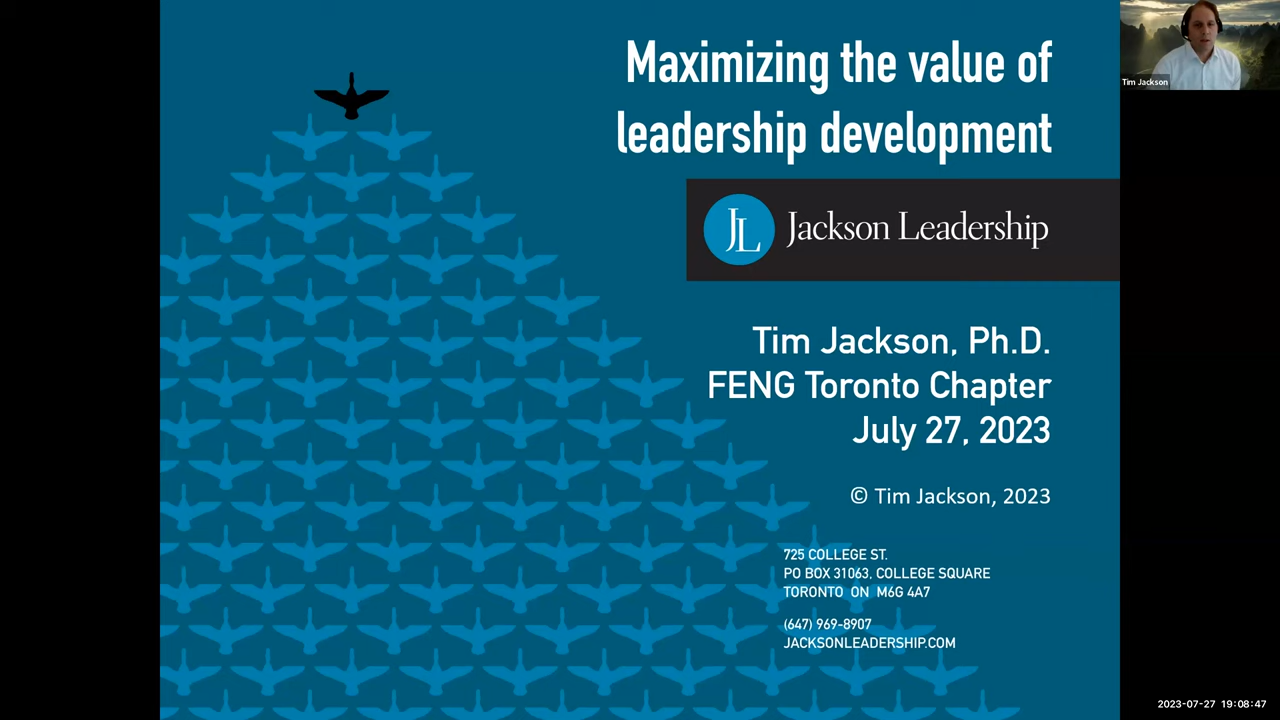 Maximizing the value of
leadership development
JL Jackson Leadership
Tim Jackson, Ph.D.
FENG Toronto Chapter
July 27, 2023
© Tim Jackson, 2023
725 COLLEGE ST.
PO BOX 31063, COLLEGE SQUARE
TORONTO ON M6G 4A7
(647) 969-8907
JACKSONLEADERSHIP.COM
Tim Jackson
2023-07-27 19:08:47